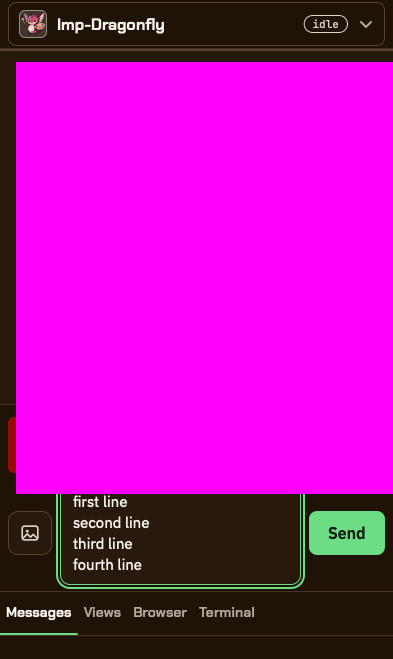 Imp-Dragonfly
idle
first line
second line
third line
fourth line
Send
Messages Views Browser Terminal